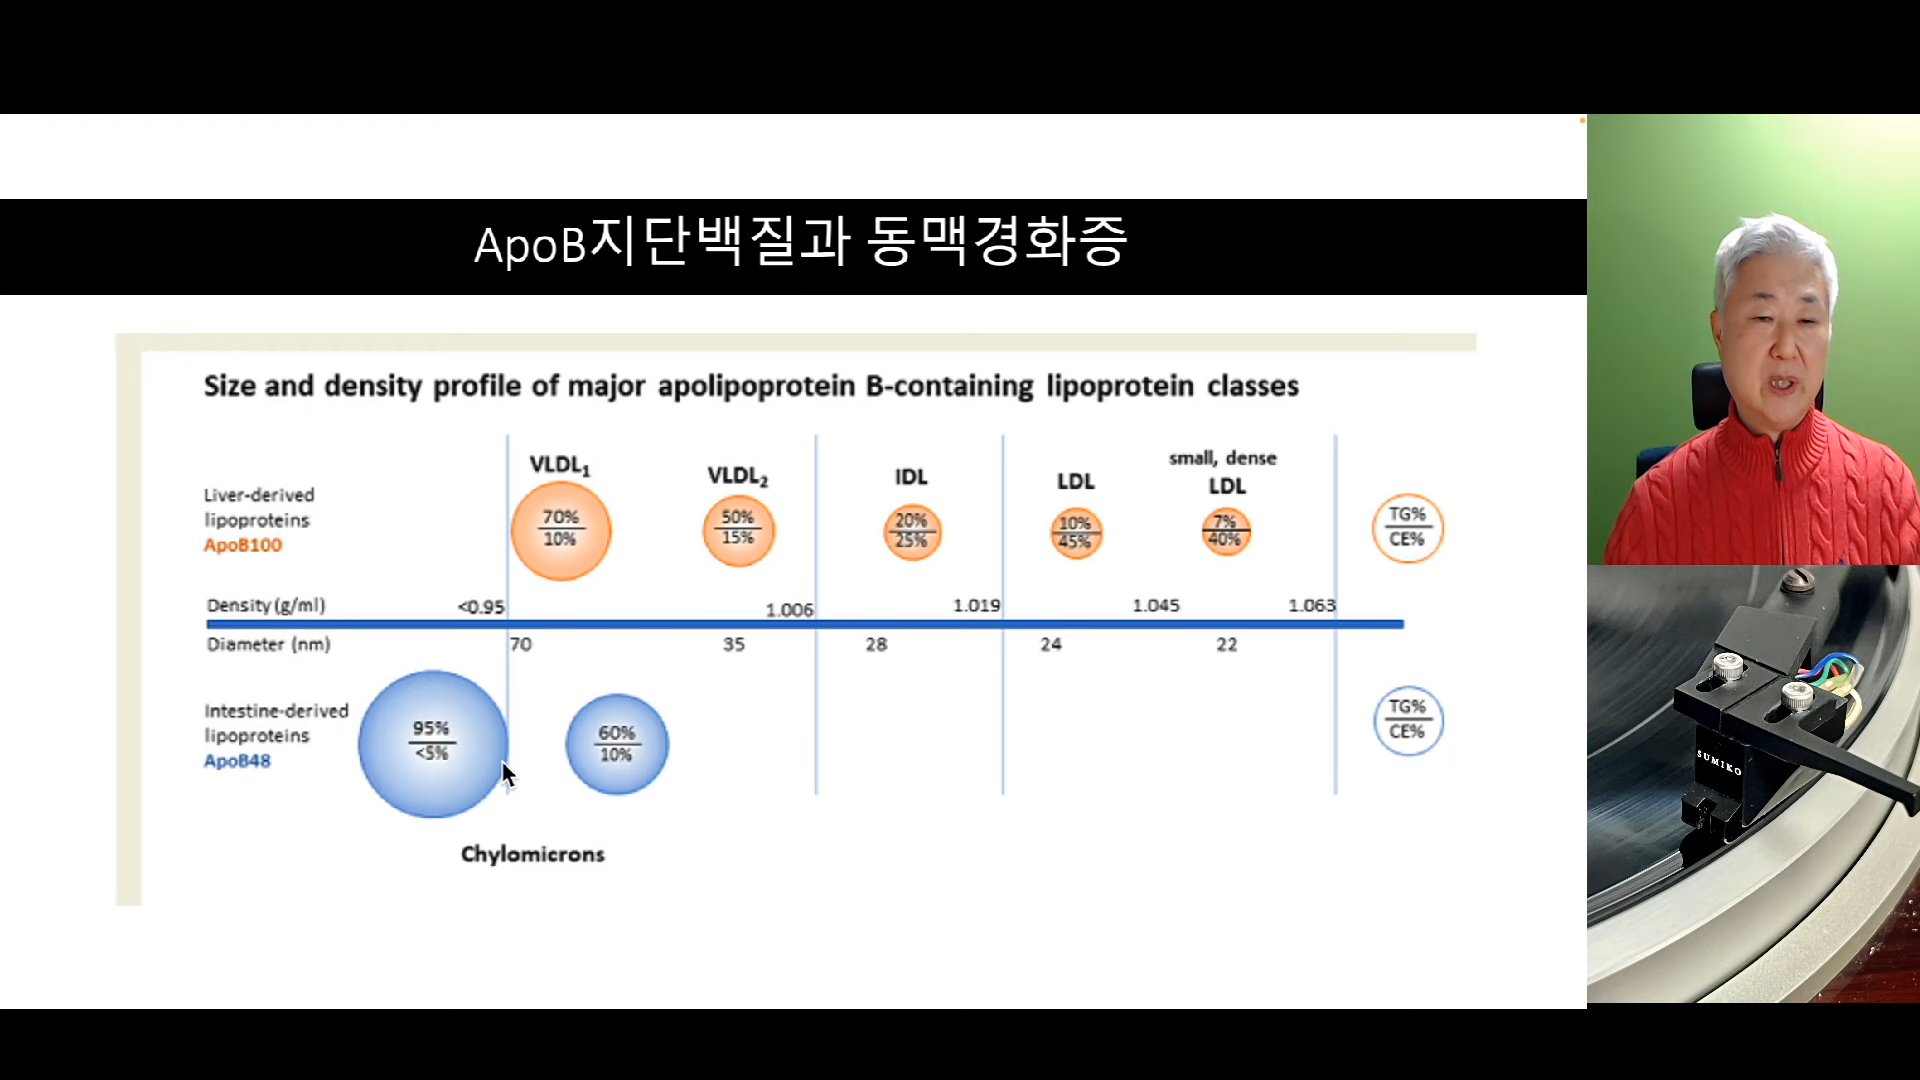 ApoB지단백질과 동맥경화증
Size and density profile of major apolipoprotein B-containing lipoprotein classes
Liver-derived
lipoproteins
ApoB100
VLDL1
70%
10%
VLDL2
50%
15%
IDL
20%
25%
LDL
10%
45%
small, dense
LDL
7%
40%
TG%
CE%
Density (g/ml) <0.95 1.006 1.019 1.045 1.063
Diameter (nm) 70 35 28 24 22
Intestine-derived
lipoproteins
ApoB48
95%
<5%
60%
10%
TG%
CE%
Chylomicrons
SUMIKO